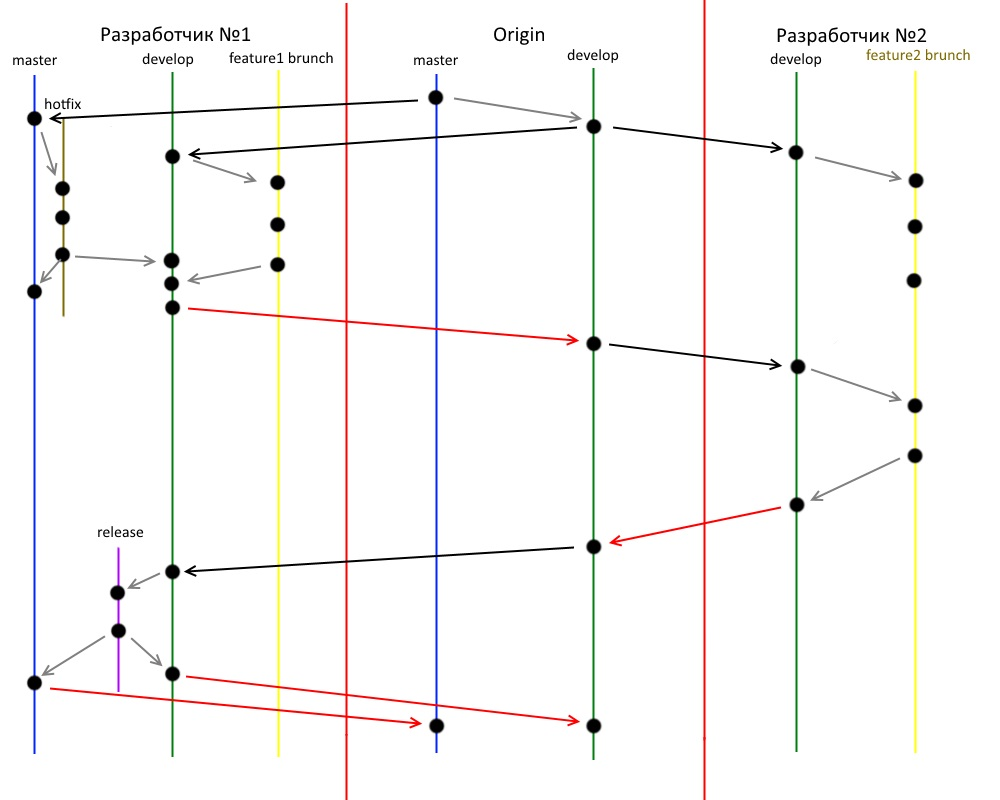 Разработчик №1
Origin
Разработчик №2
master
develop
feature1 brunch
master
develop
develop
feature2 brunch
hotfix
release